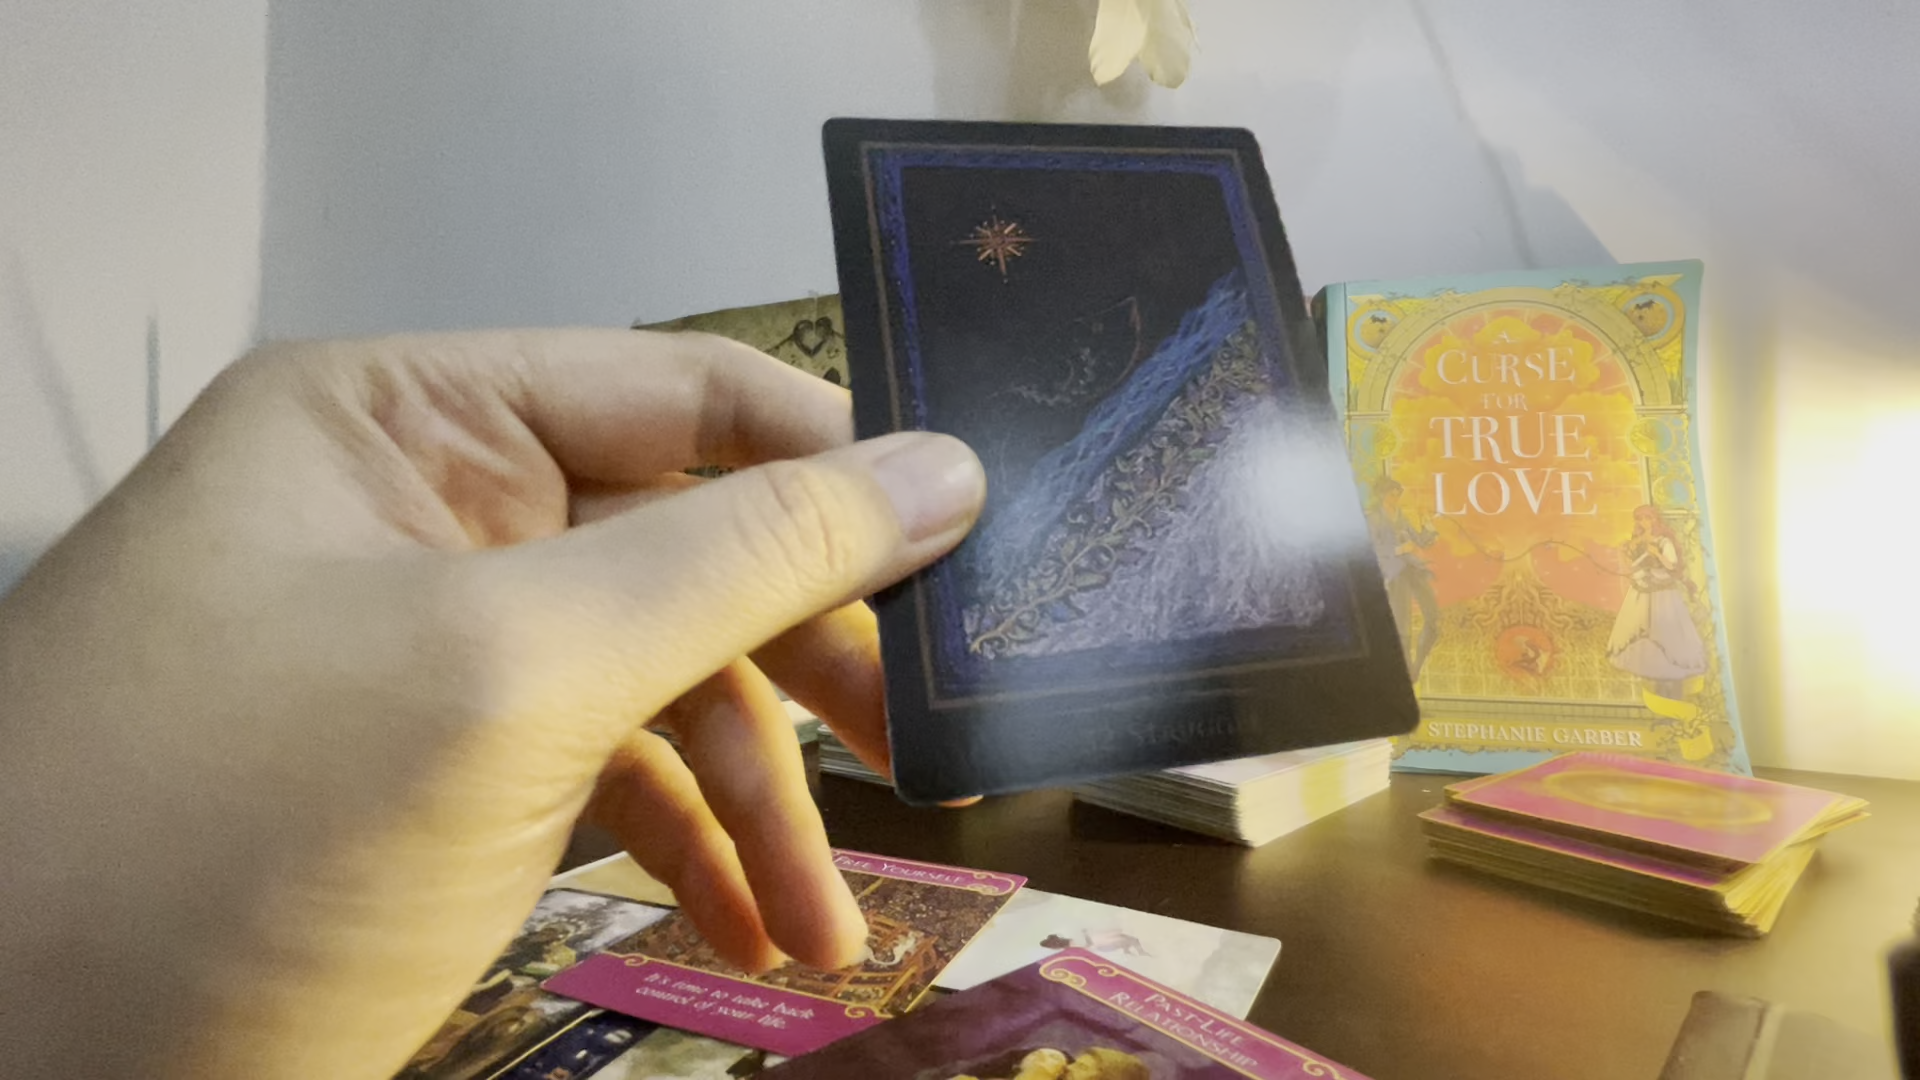 A
CURSE
FOR
TRUE
LOVE
STEPHANIE GARBER
FREE YOURSELF
It's time to take back
control of your life.
PAST-LIFE
RELATIONSHIP